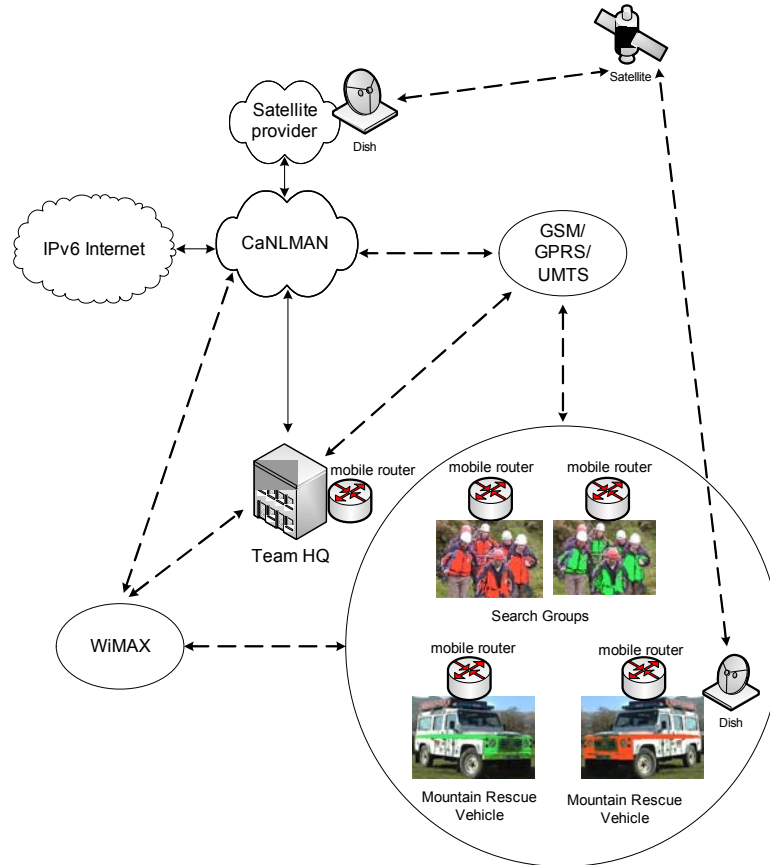 Satellite
Satellite
provider
Dish
IPv6 Internet
CaNLMAN
GSM/
GPRS/
UMTS
mobile router
Team HQ
mobile router
mobile router
Search Groups
WiMAX
mobile router
mobile router
Dish
Mountain Rescue
Vehicle
Mountain Rescue
Vehicle